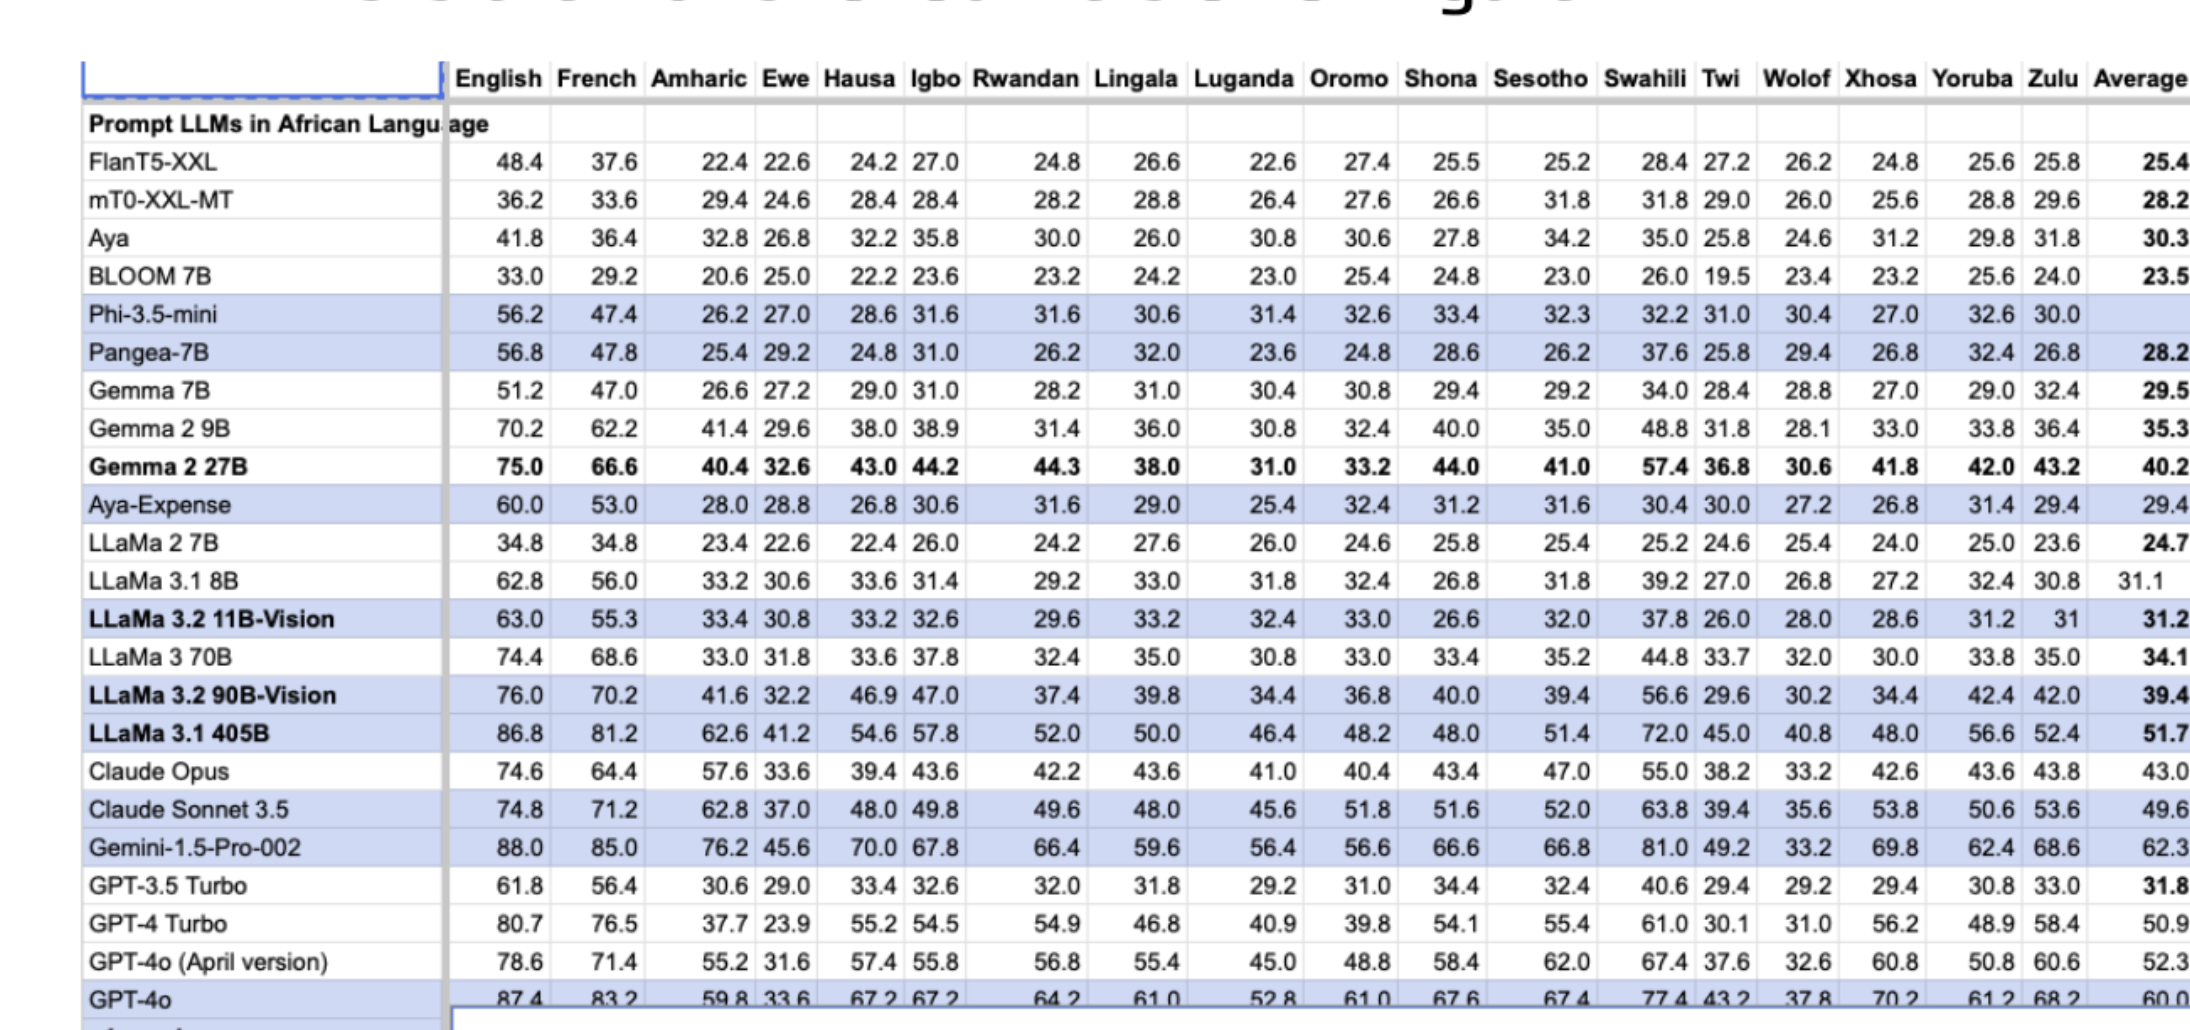 English French Amharic Ewe Hausa Igbo Rwandan Lingala Luganda Oromo Shona Sesotho Swahili Twi Wolof Xhosa Yoruba Zulu Average
Prompt LLMs in African Language
FlanT5-XXL 48.4 37.6 22.4 22.6 24.2 27.0 24.8 26.6 22.6 27.4 25.5 25.2 28.4 27.2 26.2 24.8 25.6 25.8 25.4
mT0-XXL-MT 36.2 33.6 29.4 24.6 28.4 28.4 28.2 28.8 26.4 27.6 26.6 31.8 31.8 29.0 26.0 25.6 28.8 29.6 28.2
Aya 41.8 36.4 32.8 26.8 32.2 35.8 30.0 26.0 30.8 30.6 27.8 34.2 35.0 25.8 24.6 31.2 29.8 31.8 30.3
BLOOM 7B 33.0 29.2 20.6 25.0 22.2 23.6 23.2 24.2 23.0 25.4 24.8 23.0 26.0 19.5 23.4 23.2 25.6 24.0 23.5
Phi-3.5-mini 56.2 47.4 26.2 27.0 28.6 31.6 31.6 30.6 31.4 32.6 33.4 32.3 32.2 31.0 30.4 27.0 32.6 30.0
Pangea-7B 56.8 47.8 25.4 29.2 24.8 31.0 26.2 32.0 23.6 24.8 28.6 26.2 37.6 25.8 29.4 26.8 32.4 26.8 28.2
Gemma 7B 51.2 47.0 26.6 27.2 29.0 31.0 28.2 31.0 30.4 30.8 29.4 29.2 34.0 28.4 28.8 27.0 29.0 32.4 29.5
Gemma 2 9B 70.2 62.2 41.4 29.6 38.0 38.9 31.4 36.0 30.8 32.4 40.0 35.0 48.8 31.8 28.1 33.0 33.8 36.4 35.3
Gemma 2 27B 75.0 66.6 40.4 32.6 43.0 44.2 44.3 38.0 31.0 33.2 44.0 41.0 57.4 36.8 30.6 41.8 42.0 43.2 40.2
Aya-Expense 60.0 53.0 28.0 28.8 26.8 30.6 31.6 29.0 25.4 32.4 31.2 31.6 30.4 30.0 27.2 26.8 31.4 29.4 29.4
LLaMa 2 7B 34.8 34.8 23.4 22.6 22.4 26.0 24.2 27.6 26.0 24.6 25.8 25.4 25.2 24.6 25.4 24.0 25.0 23.6 24.7
LLaMa 3.1 8B 62.8 56.0 33.2 30.6 33.6 31.4 29.2 33.0 31.8 32.4 26.8 31.8 39.2 27.0 26.8 27.2 32.4 30.8 31.1
LLaMa 3.2 11B-Vision 63.0 55.3 33.4 30.8 33.2 32.6 29.6 33.2 32.4 33.0 26.6 32.0 37.8 26.0 28.0 28.6 31.2 31 31.2
LLaMa 3 70B 74.4 68.6 33.0 31.8 33.6 37.8 32.4 35.0 30.8 33.0 33.4 35.2 44.8 33.7 32.0 30.0 33.8 35.0 34.1
LLaMa 3.2 90B-Vision 76.0 70.2 41.6 32.2 46.9 47.0 37.4 39.8 34.4 36.8 40.0 39.4 56.6 29.6 30.2 34.4 42.4 42.0 39.4
LLaMa 3.1 405B 86.8 81.2 62.6 41.2 54.6 57.8 52.0 50.0 46.4 48.2 48.0 51.4 72.0 45.0 40.8 48.0 56.6 52.4 51.7
Claude Opus 74.6 64.4 57.6 33.6 39.4 43.6 42.2 43.6 41.0 40.4 43.4 47.0 55.0 38.2 33.2 42.6 43.6 43.8 43.0
Claude Sonnet 3.5 74.8 71.2 62.8 37.0 48.0 49.8 49.6 48.0 45.6 51.8 51.6 52.0 63.8 39.4 35.6 53.8 50.6 53.6 49.6
Gemini-1.5-Pro-002 88.0 85.0 76.2 45.6 70.0 67.8 66.4 59.6 56.4 56.6 66.6 66.8 81.0 49.2 33.2 69.8 62.4 68.6 62.3
GPT-3.5 Turbo 61.8 56.4 30.6 29.0 33.4 32.6 32.0 31.8 29.2 31.0 34.4 32.4 40.6 29.4 29.2 29.4 30.8 33.0 31.8
GPT-4 Turbo 80.7 76.5 37.7 23.9 55.2 54.5 54.9 46.8 40.9 39.8 54.1 55.4 61.0 30.1 31.0 56.2 48.9 58.4 50.9
GPT-4o (April version) 78.6 71.4 55.2 31.6 57.4 55.8 56.8 55.4 45.0 48.8 58.4 62.0 67.4 37.6 32.6 60.8 50.8 60.6 52.3
GPT-4o 87.4 83.2 59.8 33.6 67.2 67.2 64.2 61.0 52.8 61.0 67.6 67.4 77.4 43.2 37.8 70.2 61.2 68.2 60.0